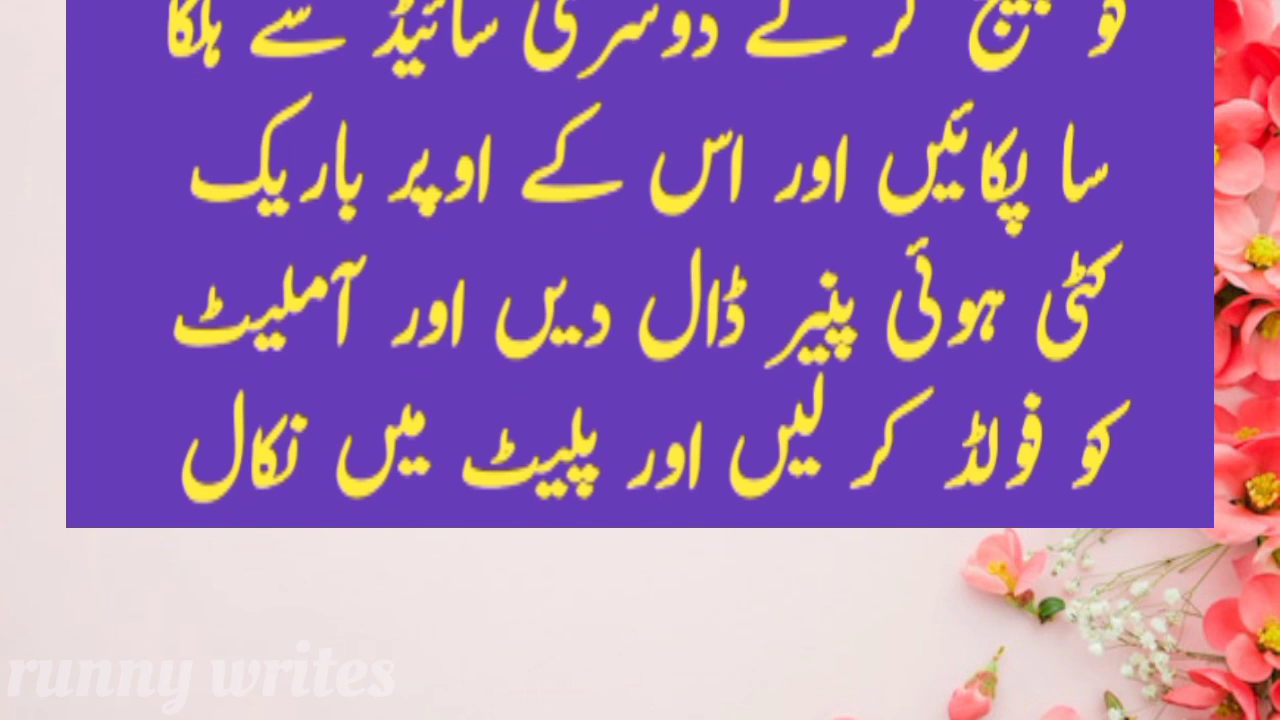 کو چینج کر کے دوسری سائیڈ سے ہلکا
سا پکائیں اور اس کے اوپر باریک
کٹی ہوئی پنیر ڈال دیں اور آملیٹ
کو فولڈ کر لیں اور پلیٹ میں نکال
runny writes